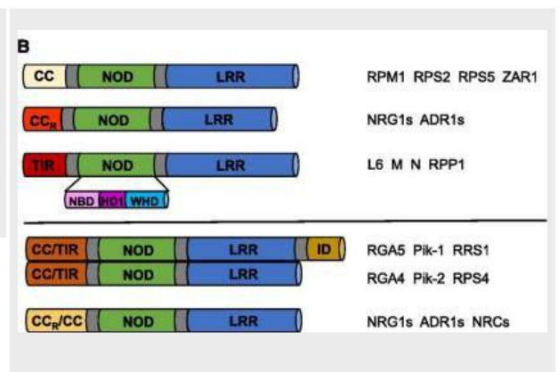 B
CC NOD LRR RPM1 RPS2 RPS5 ZAR1
CCR NOD LRR NRG1s ADR1s
TIR NOD LRR L6 M N RPP1
NBD HD1 WHD
CC/TIR NOD LRR ID RGA5 Pik-1 RRS1
CC/TIR NOD LRR RGA4 Pik-2 RPS4
CCR/CC NOD LRR NRG1s ADR1s NRCs